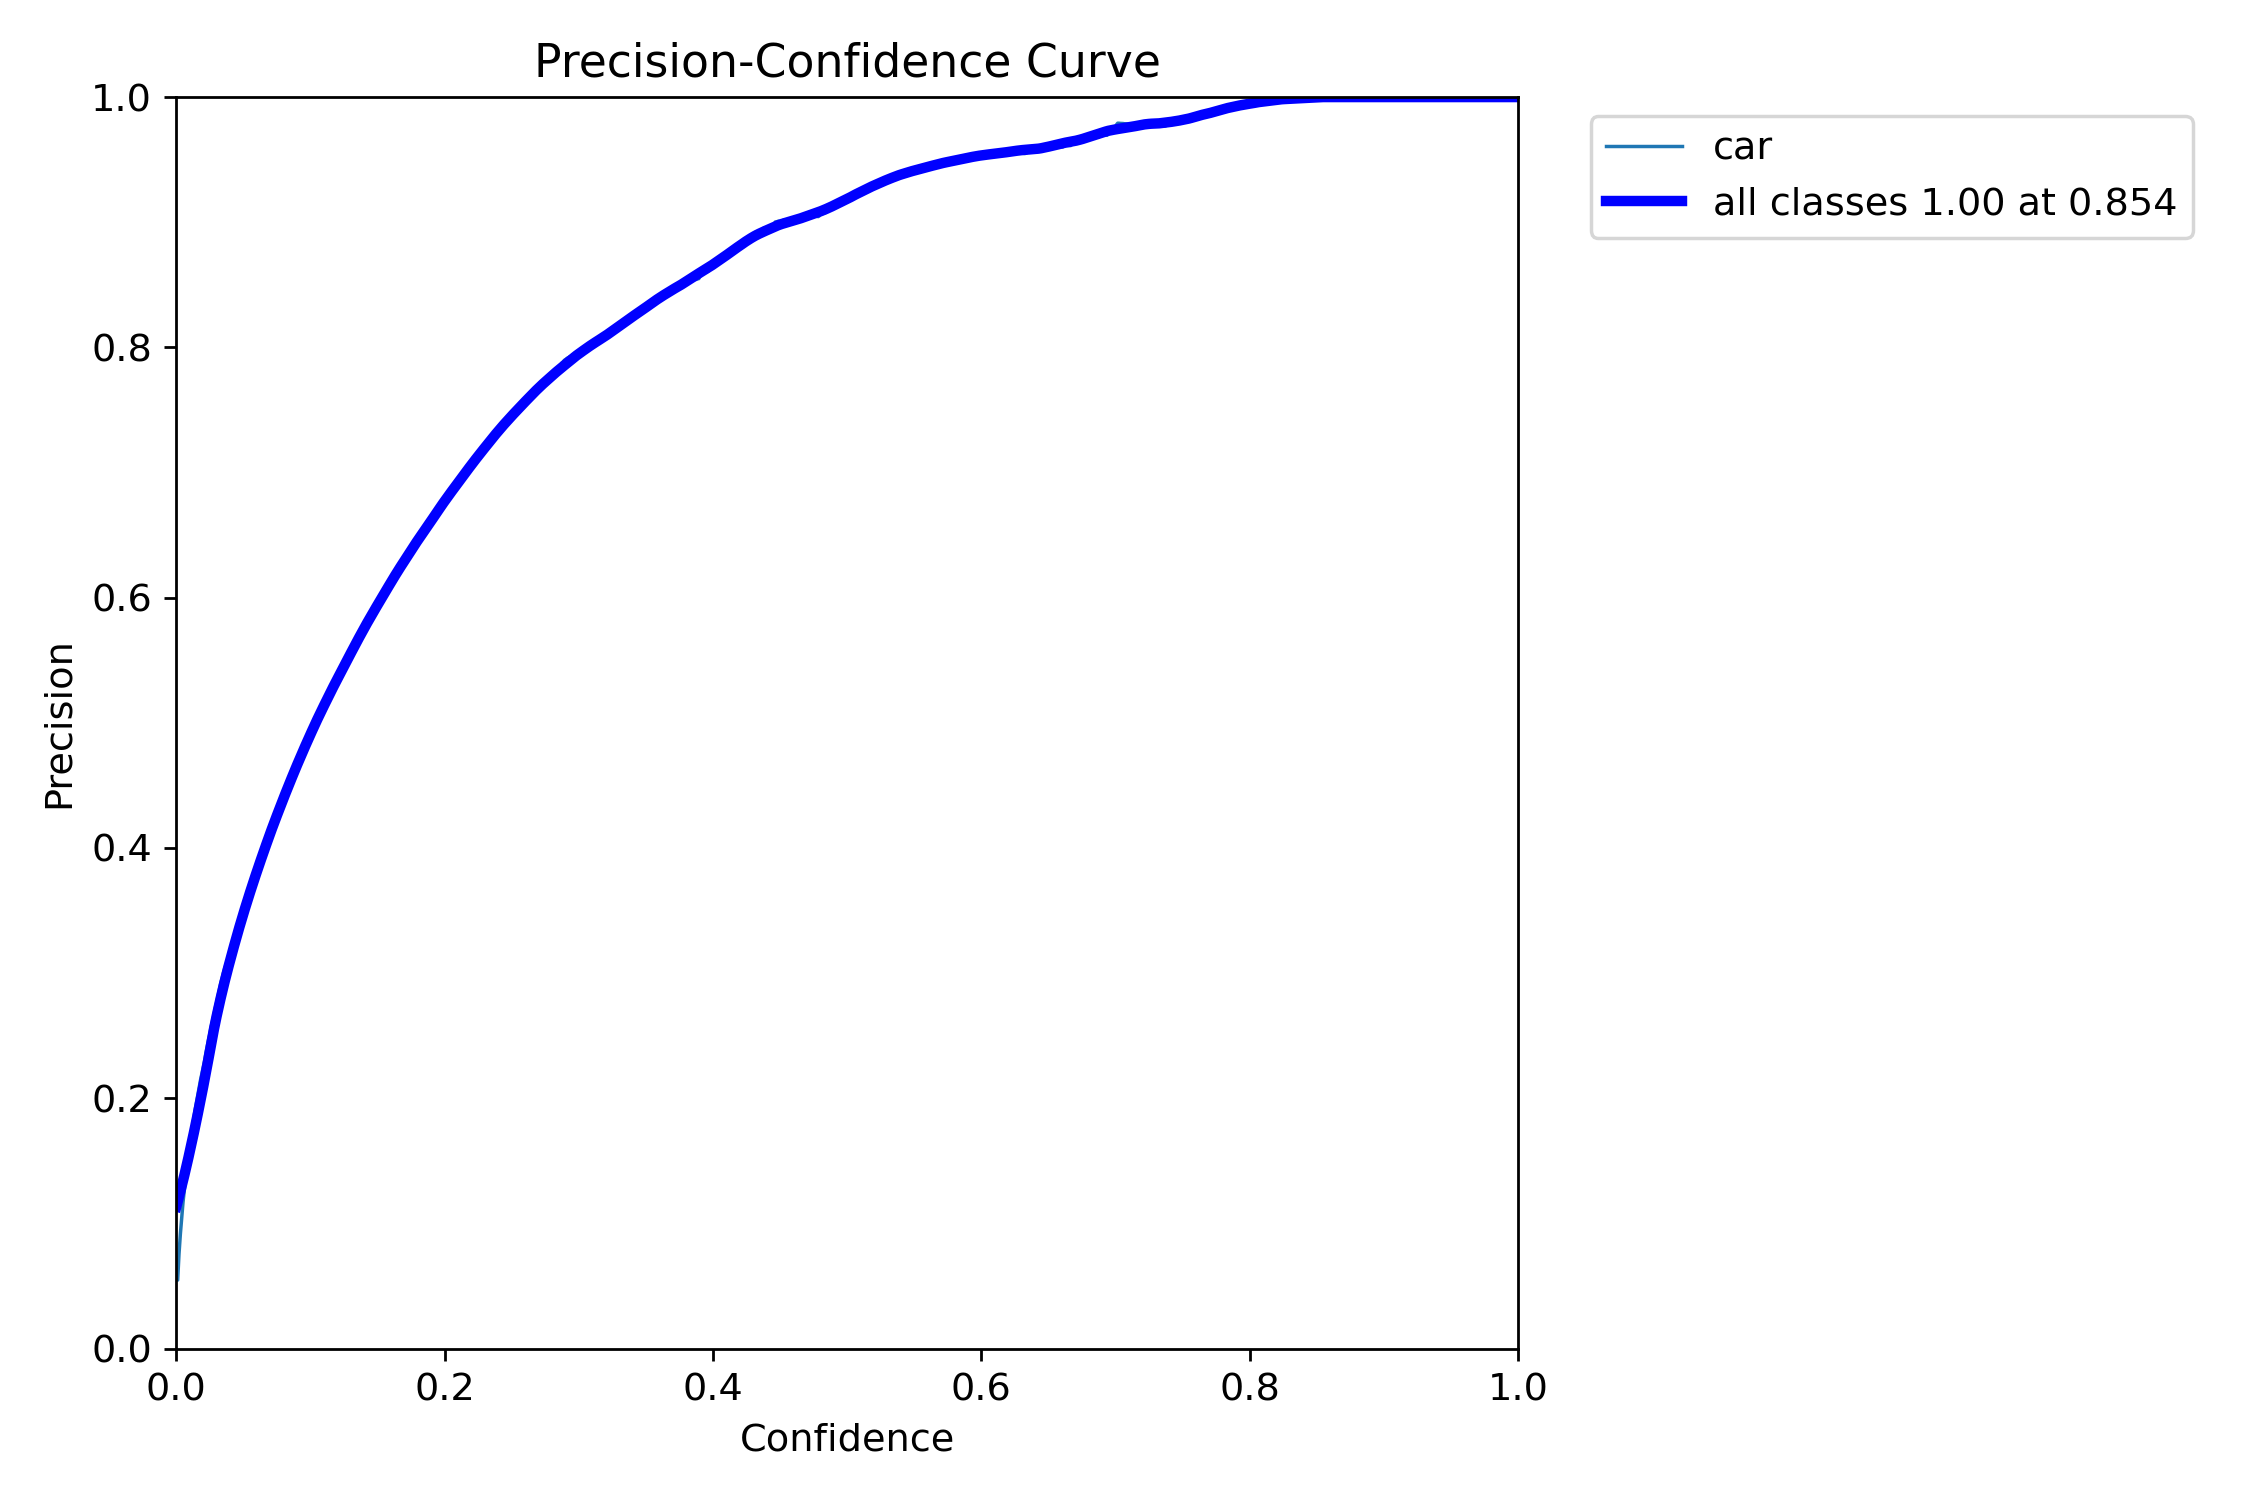 Precision-Confidence Curve
1.0
0.8
0.6
0.4
0.2
0.0
Precision
0.0 0.2 0.4 0.6 0.8 1.0
Confidence
car
all classes 1.00 at 0.854